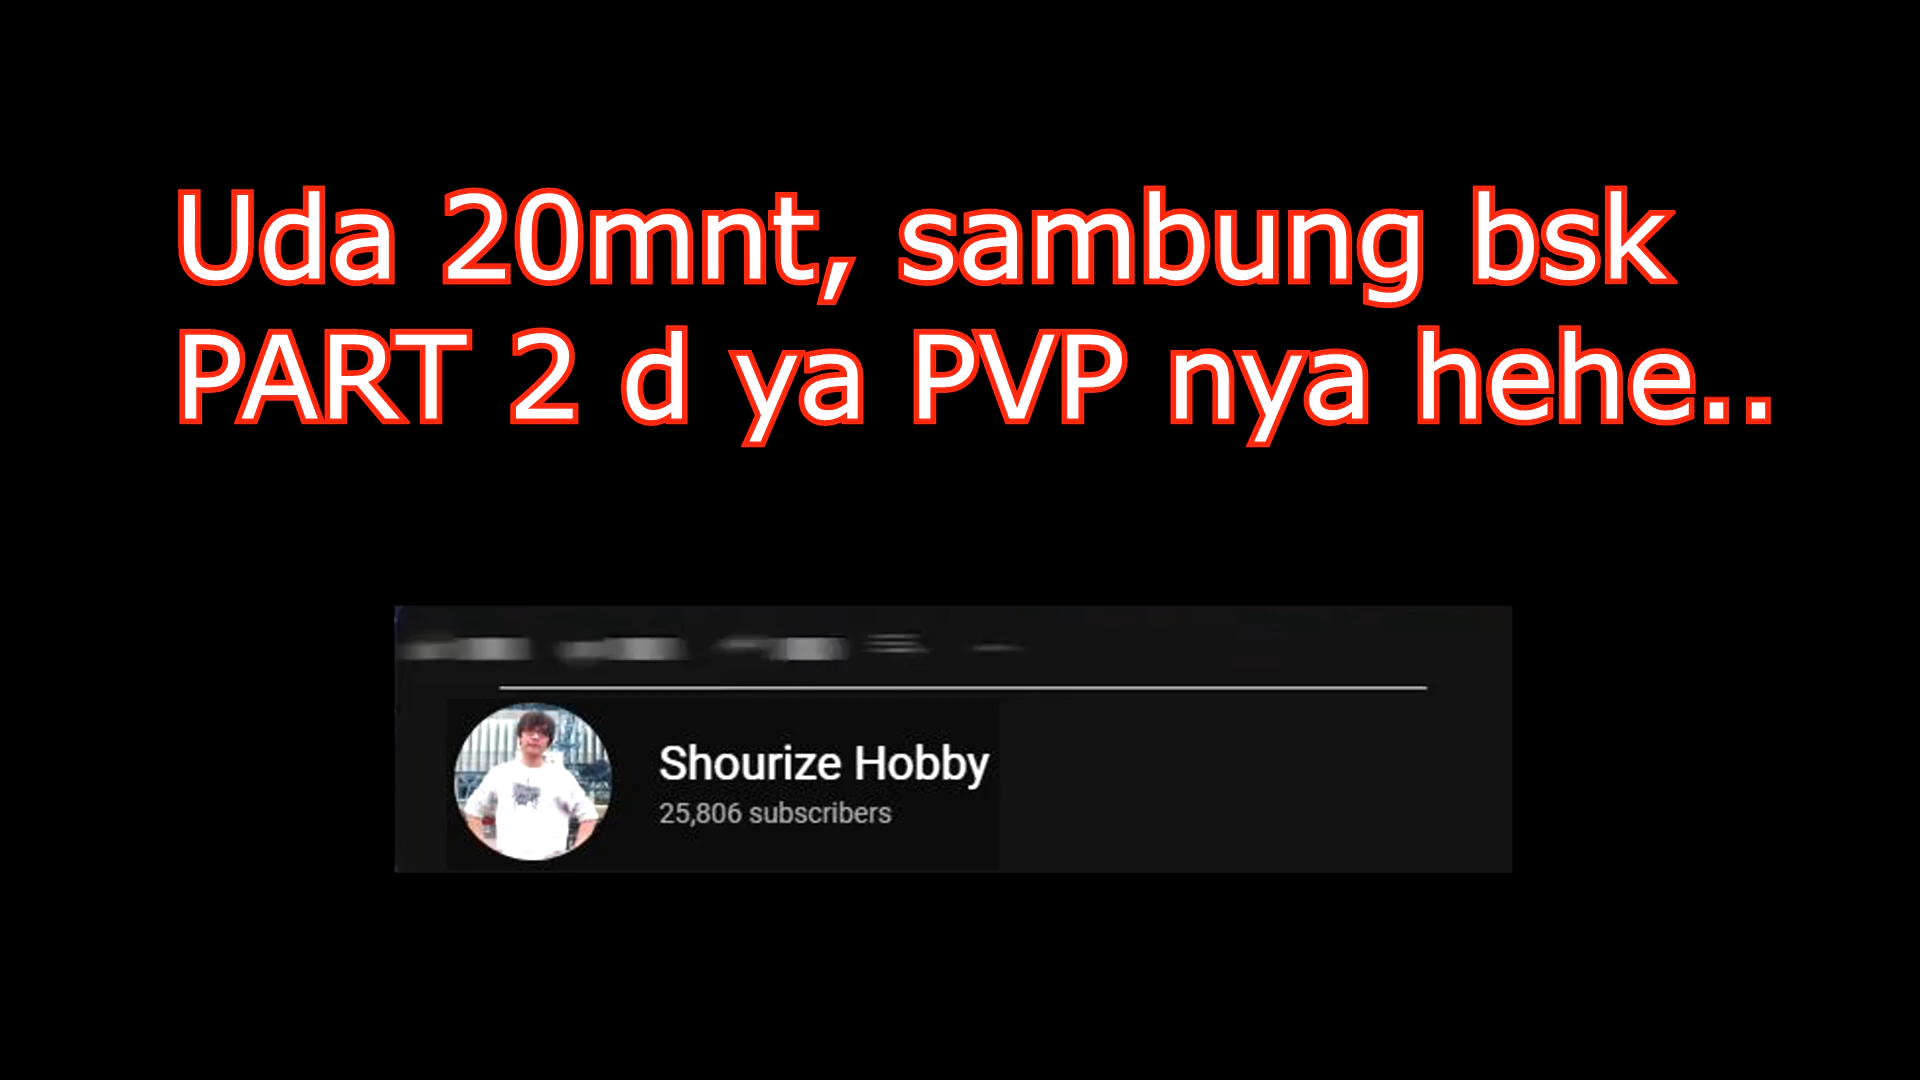 Uda 20mnt, sambung bsk
PART 2 d ya PVP nya hehe..
Shourize Hobby
25,806 subscribers